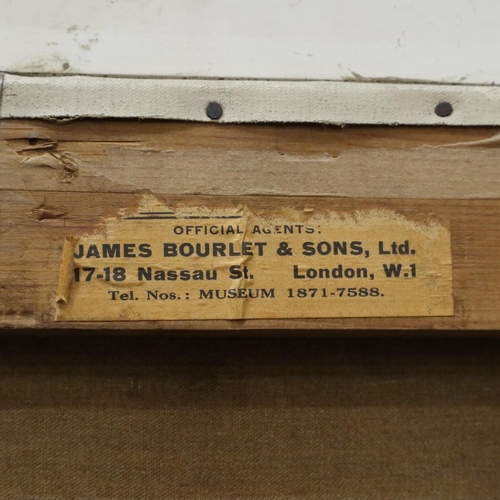 OFFICIAL AGENTS:
JAMES BOURLET & SONS, Ltd.
17-18 Nassau St. London, W.1
Tel. Nos.: MUSEUM 1871-7588.